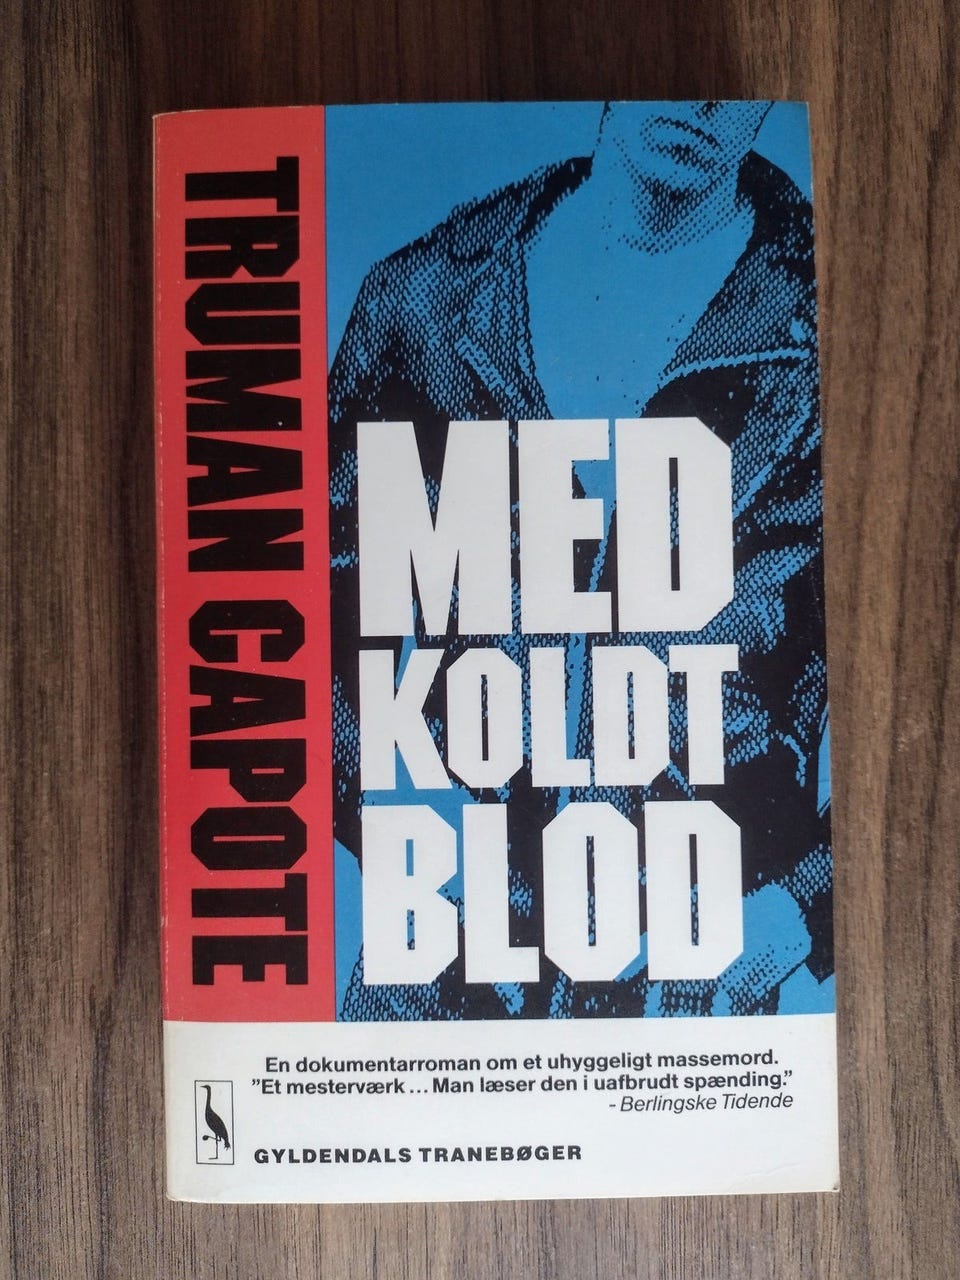 TRUMAN CAPOTE
MED
KOLDT
BLOD
En dokumentarroman om et uhyggeligt massemord.
”Et mesterværk ... Man læser den i uafbrudt spænding.”
- Berlingske Tidende
GYLDENDALS TRANEBØGER